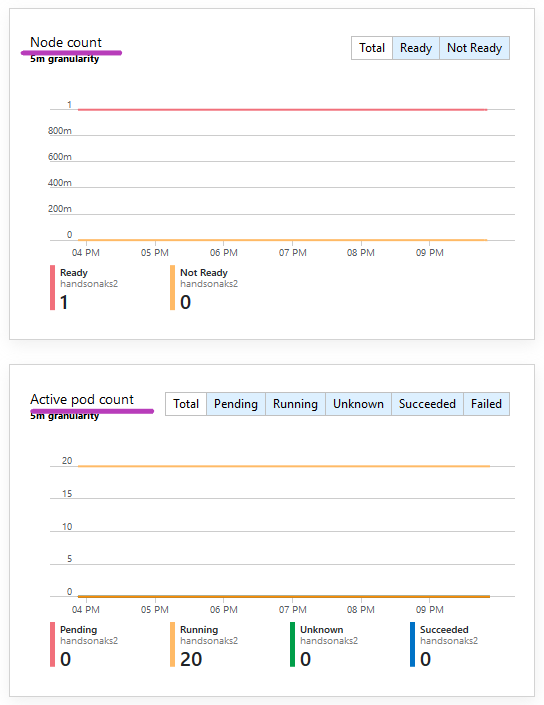 Node count
5m granularity
Total Ready Not Ready
1
800m
600m
400m
200m
0
04 PM 05 PM 06 PM 07 PM 08 PM 09 PM
Ready Not Ready
handsonaks2 handsonaks2
1 0
Active pod count
5m granularity
Total Pending Running Unknown Succeeded Failed
20
15
10
5
0
04 PM 05 PM 06 PM 07 PM 08 PM 09 PM
Pending Running Unknown Succeeded
handsonaks2 handsonaks2 handsonaks2 handsonaks2
0 20 0 0